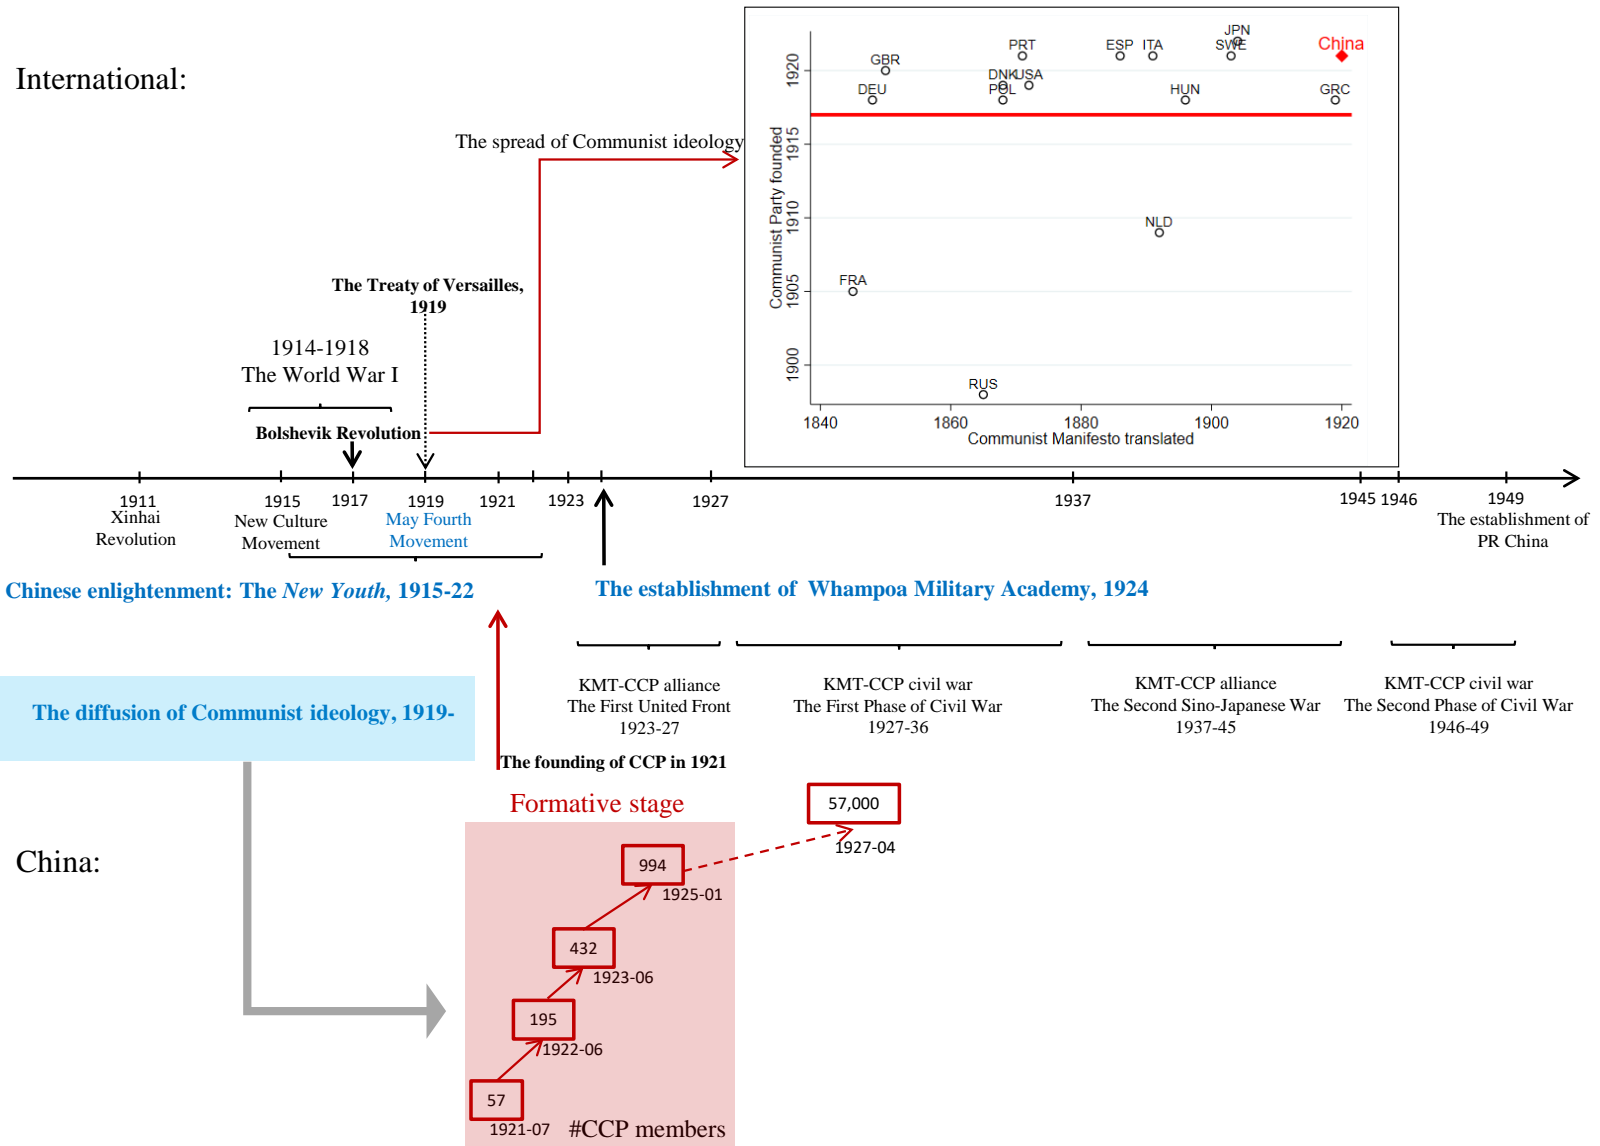 International:
The spread of Communist ideology
Communist Party founded
1920
1915
1910
1905
1900
JPN
GBR
PRT
ESP
ITA
SWE
China
DEU
DNK
USA
POL
HUN
GRC
NLD
FRA
RUS
1840
1860
1880
1900
1920
Communist Manifesto translated
The Treaty of Versailles,
1919
1914-1918
The World War I
Bolshevik Revolution
1911
1915
1917
1919
1921
1923
1927
1937
1945
1946
1949
Xinhai
Revolution
New Culture
Movement
May Fourth
Movement
The establishment of
PR China
Chinese enlightenment: The New Youth, 1915-22
The establishment of Whampoa Military Academy, 1924
KMT-CCP alliance
The First United Front
1923-27
KMT-CCP civil war
The First Phase of Civil War
1927-36
KMT-CCP alliance
The Second Sino-Japanese War
1937-45
KMT-CCP civil war
The Second Phase of Civil War
1946-49
The diffusion of Communist ideology, 1919-
The founding of CCP in 1921
Formative stage
57,000
1927-04
China:
994
1925-01
432
1923-06
195
1922-06
57
1921-07
#CCP members